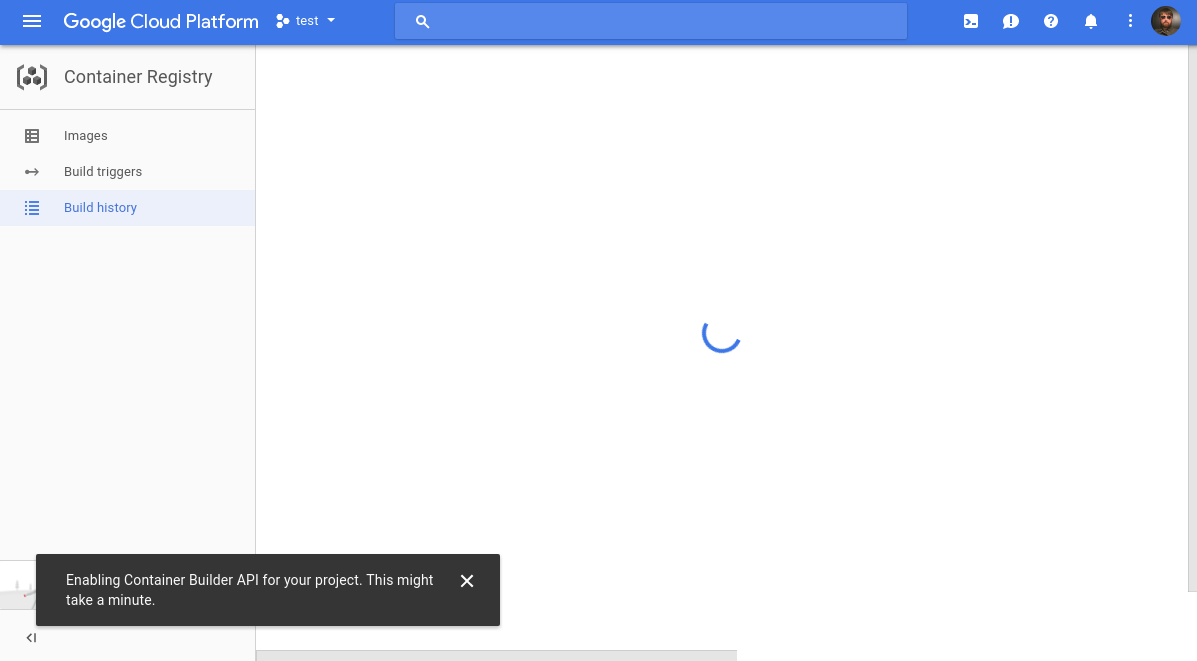 Google Cloud Platform
test
Container Registry
Images
Build triggers
Build history
Enabling Container Builder API for your project. This might
take a minute.